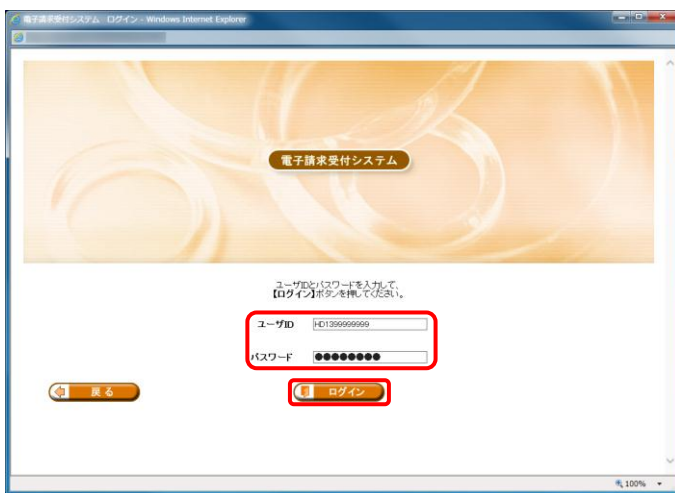 電子請求受付システム ログイン - Windows Internet Explorer
電子請求受付システム
ユーザIDとパスワードを入力して、
【ログイン】ボタンを押してください。
ユーザID HD1399999999
パスワード ●●●●●●●●
戻る ログイン
100%